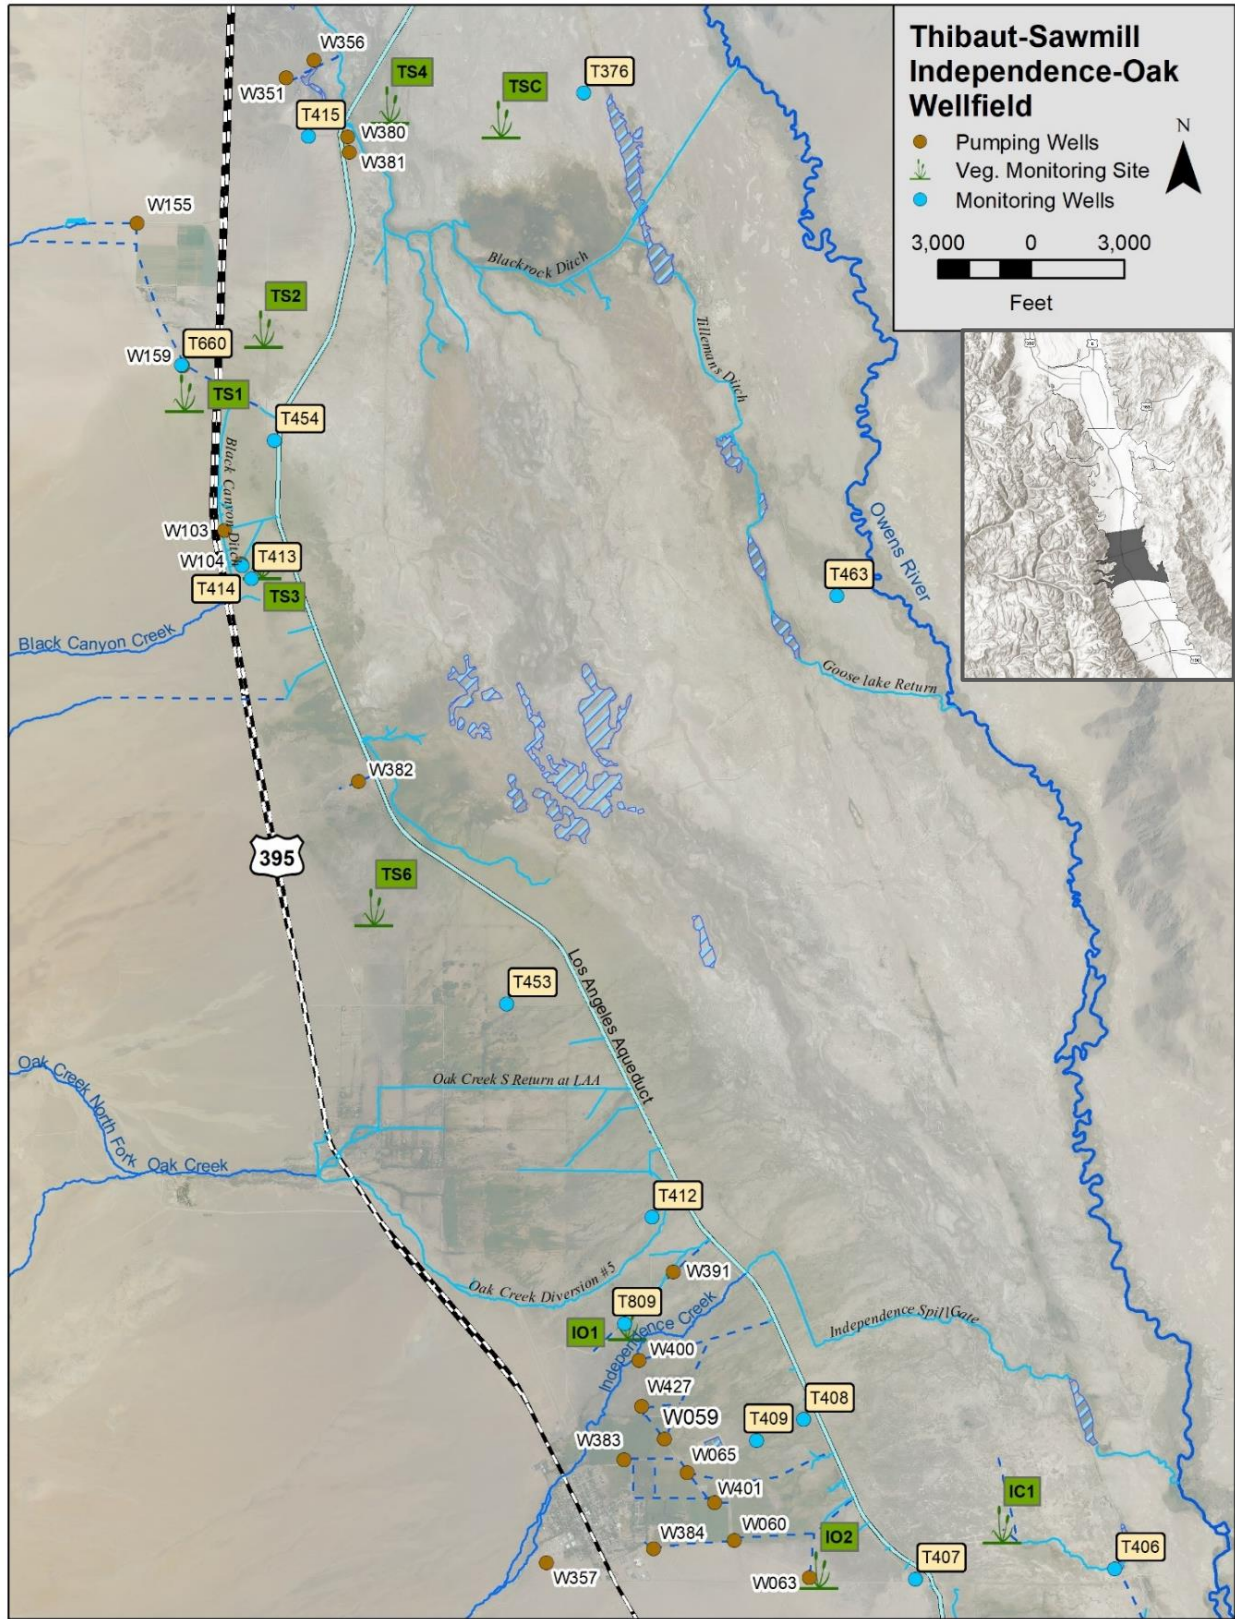 Thibaut-Sawmill
Independence-Oak
Wellfield
Pumping Wells
Veg. Monitoring Site
Monitoring Wells
N
3,000 0 3,000
Feet
W356
W351
TS4
TSC
T376
T415
W380
W381
W155
Blackrock Ditch
TS2
Tillemans Ditch
W159
T660
TS1
T454
Black Canyon Ditch
W103
W104
T413
T414
TS3
T463
Owens River
Black Canyon Creek
Goose lake Return
W382
395
TS6
T453
Los Angeles Aqueduct
Oak Creek S Return at LAA
Oak Creek North Fork
Oak Creek
T412
W391
Oak Creek Diversion #5
T809
IO1
Independence Creek
Independence Spill Gate
W400
W427
T408
T409
W059
W383
W065
W401
IC1
W384
W060
IO2
T407
T406
W357
W063